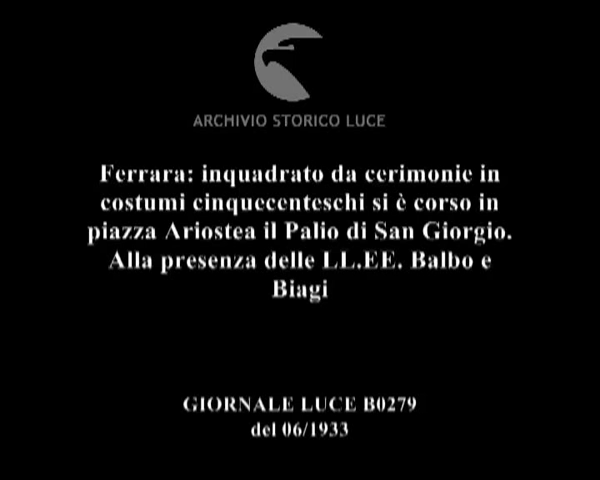 ARCHIVIO STORICO LUCE
Ferrara: inquadrato da cerimonie in
costumi cinquecenteschi si è corso in
piazza Ariostea il Palio di San Giorgio.
Alla presenza delle LL.EE. Balbo e
Biagi
GIORNALE LUCE B0279
del 06/1933